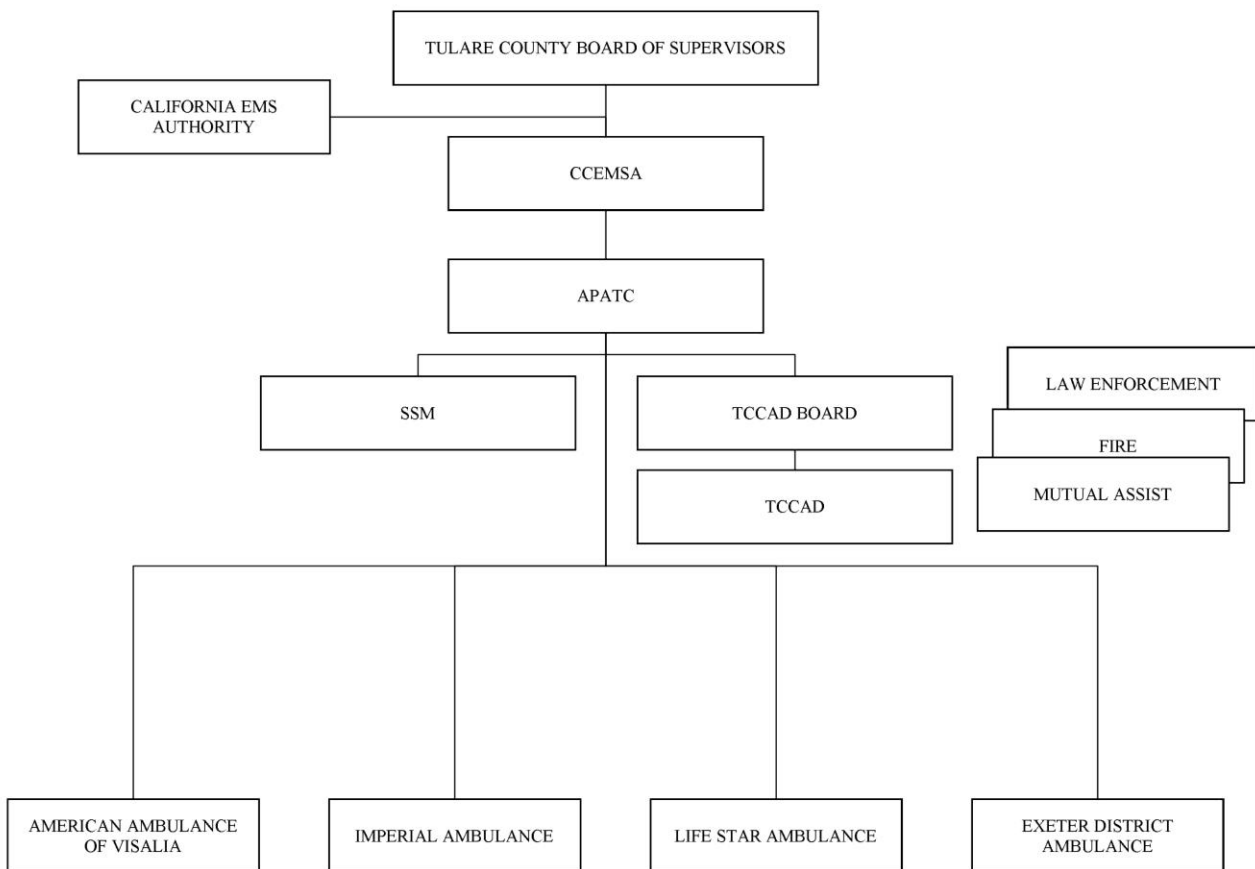 TULARE COUNTY BOARD OF SUPERVISORS
CALIFORNIA EMS
AUTHORITY
CCEMSA
APATC
LAW ENFORCEMENT
SSM
TCCAD BOARD
FIRE
TCCAD
MUTUAL ASSIST
AMERICAN AMBULANCE
OF VISALIA
IMPERIAL AMBULANCE
LIFE STAR AMBULANCE
EXETER DISTRICT
AMBULANCE